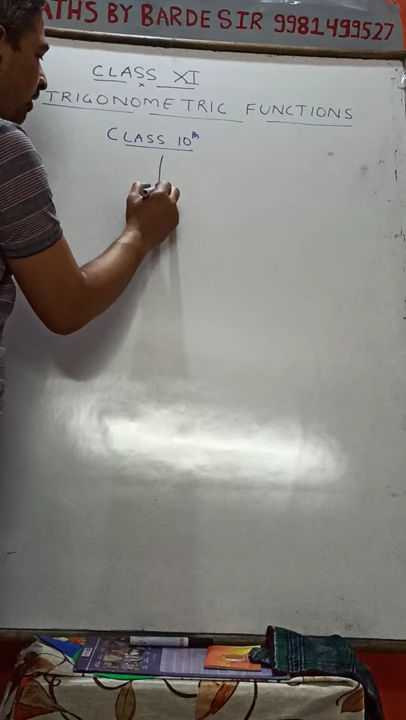 ATHS BY BARDE SIR 9981499527
CLASS XI
TRIGONOMETRIC FUNCTIONS
CLASS 10th